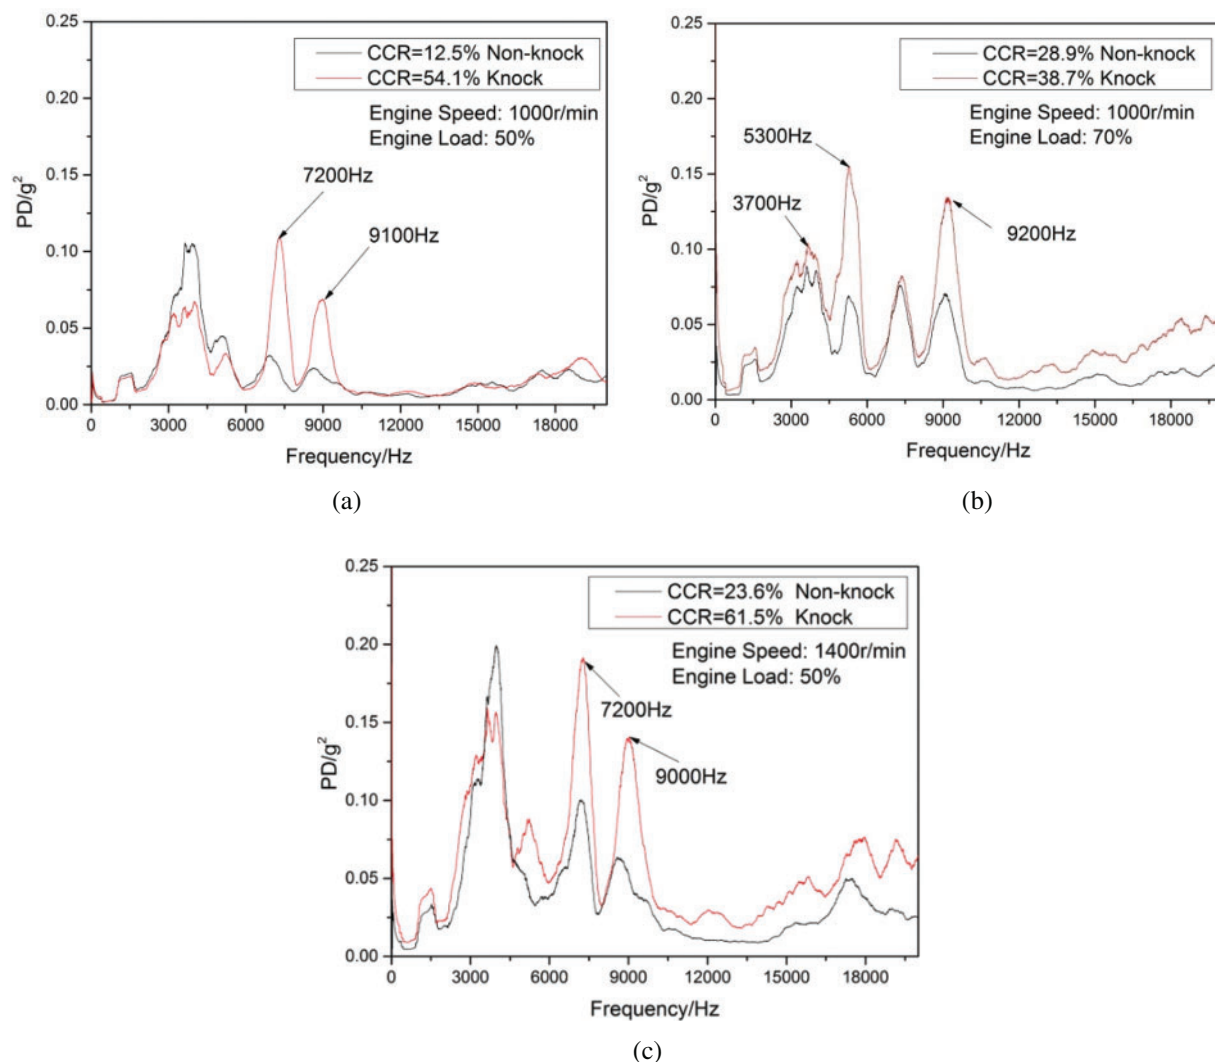 0.25
CCR=12.5% Non-knock
CCR=54.1% Knock
0.20
Engine Speed: 1000r/min
Engine Load: 50%
0.15
7200Hz
PD/g²
0.10
9100Hz
0.05
0.00
0 3000 6000 9000 12000 15000 18000
Frequency/Hz
(a)
0.25
CCR=28.9% Non-knock
CCR=38.7% Knock
0.20
Engine Speed: 1000r/min
Engine Load: 70%
5300Hz
0.15
PD/g²
3700Hz
9200Hz
0.10
0.05
0.00
0 3000 6000 9000 12000 15000 18000
Frequency/Hz
(b)
0.25
CCR=23.6% Non-knock
CCR=61.5% Knock
0.20
Engine Speed: 1400r/min
Engine Load: 50%
7200Hz
0.15
PD/g²
9000Hz
0.10
0.05
0.00
0 3000 6000 9000 12000 15000 18000
Frequency/Hz
(c)